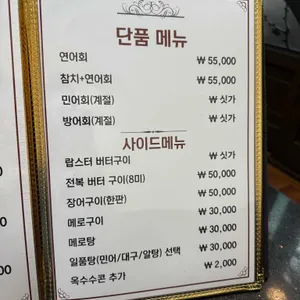 단품 메뉴
연어회 ₩ 55,000
참치+연어회 ₩ 55,000
민어회(계절) ₩ 싯가
방어회(계절) ₩ 싯가
사이드메뉴
랍스터 버터구이 ₩ 싯가
전복 버터 구이(8미) ₩ 50,000
장어구이(한판) ₩ 50,000
메로구이 ₩ 30,000
메로탕 ₩ 30,000
일품탕(민어/대구/알탕) 선택 ₩ 30,000
옥수수콘 추가 ₩ 2,000